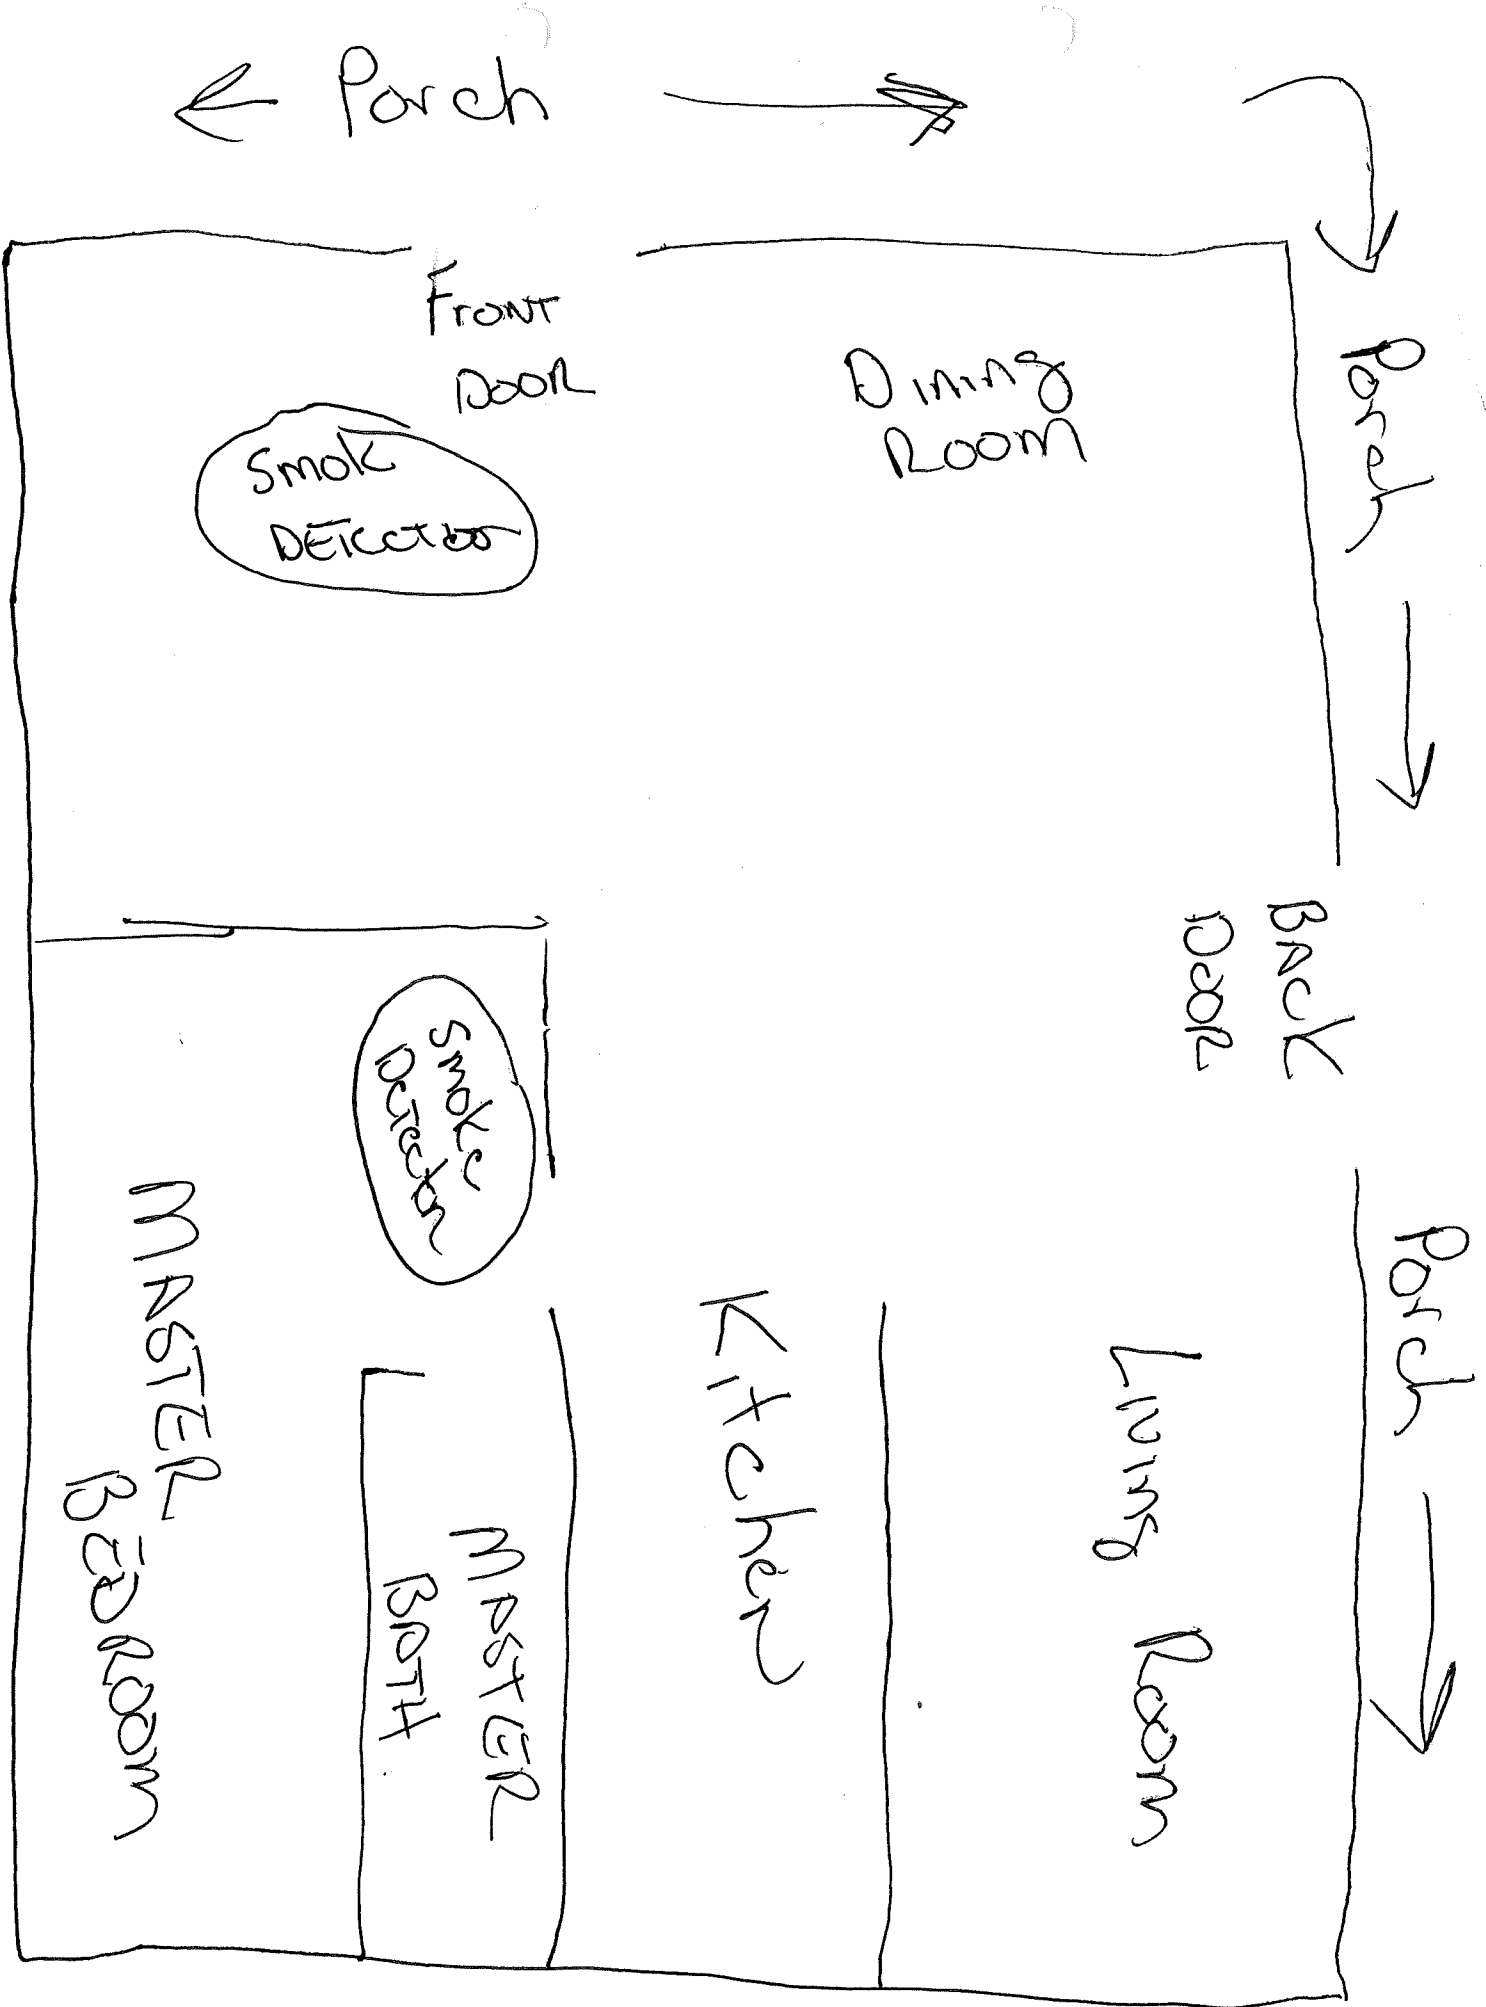 Porch
FRONT
DOOR
Dining
ROOM
Smok
DETECTOR
Porch
BACK
DOOR
Smoke
Detector
Porch
MASTER
BEDROOM
MASTER
BATH
Kitchen
Living Room